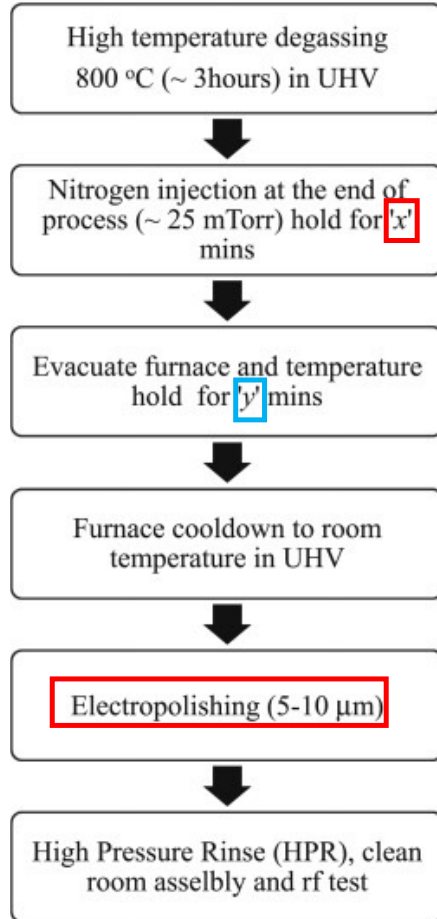 High temperature degassing
800 °C (~ 3hours) in UHV
Nitrogen injection at the end of
process (~ 25 mTorr) hold for 'x'
mins
Evacuate furnace and temperature
hold for 'y' mins
Furnace cooldown to room
temperature in UHV
Electropolishing (5-10 μm)
High Pressure Rinse (HPR), clean
room asselbly and rf test